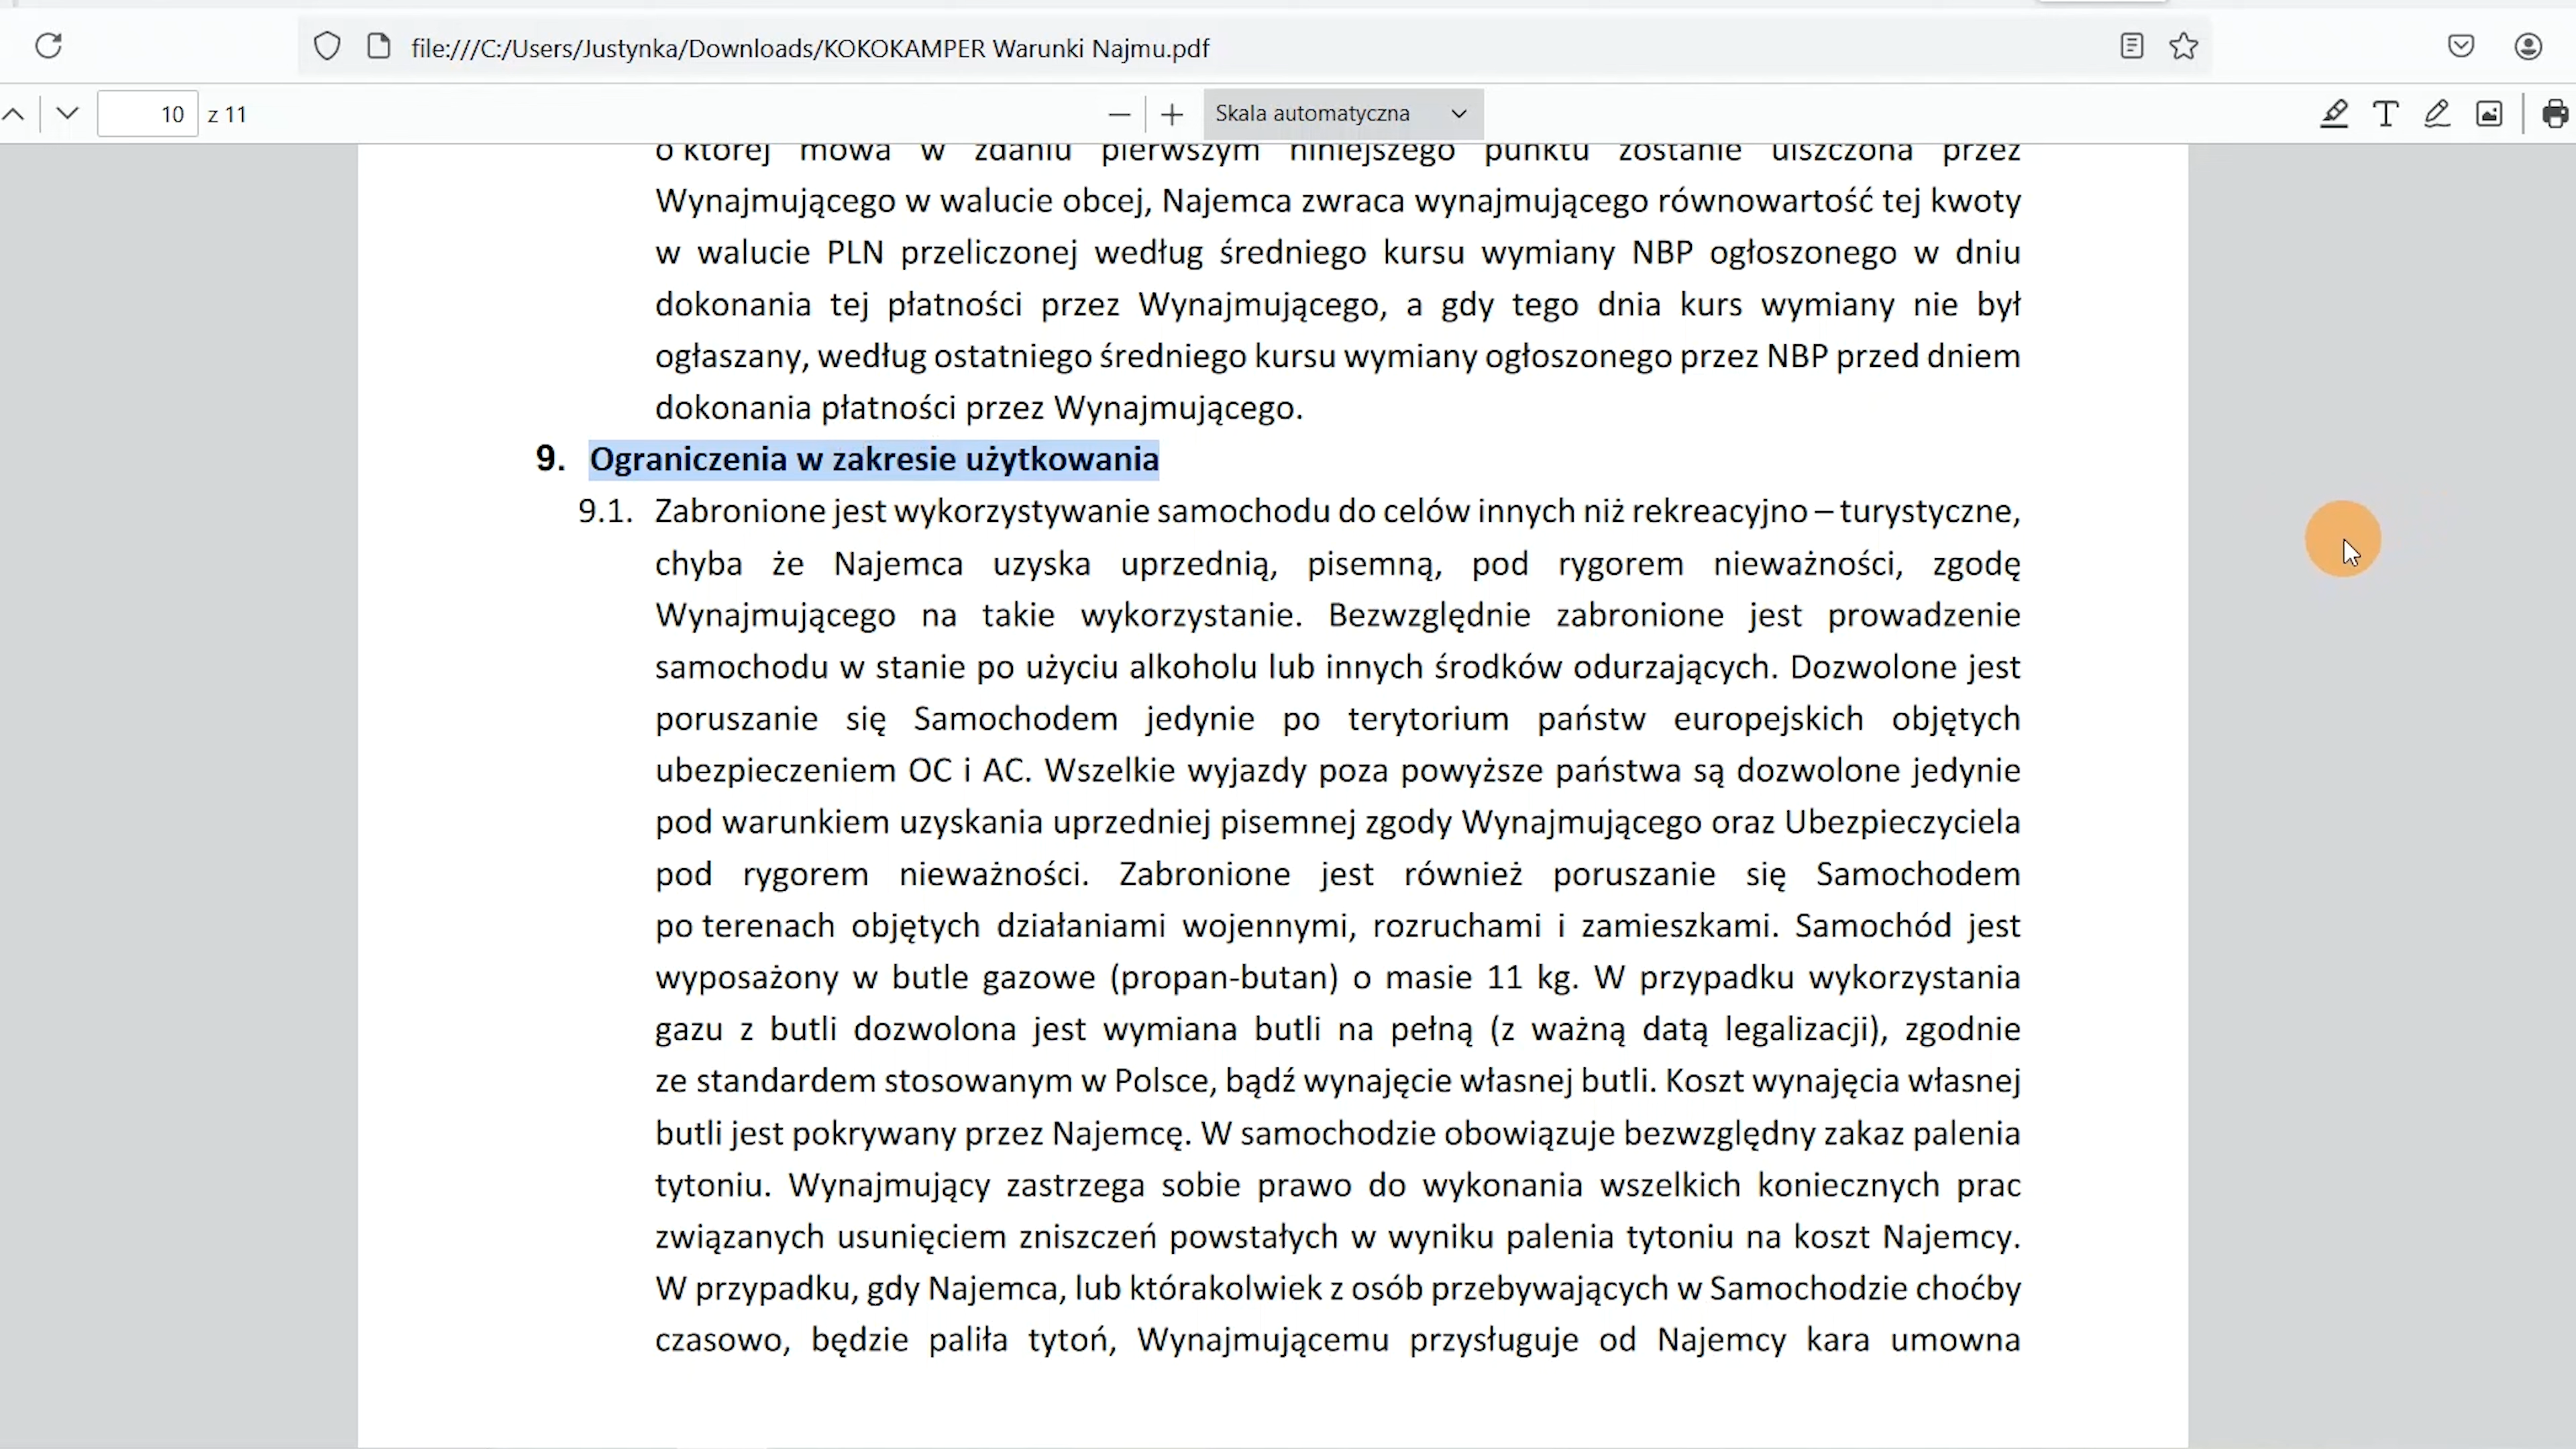 file:///C:/Users/Justynka/Downloads/KOKOKAMPER Warunki Najmu.pdf
10 z 11
Skala automatyczna
o której mowa w zdaniu pierwszym niniejszego punktu zostanie uiszczona przez
Wynajmującego w walucie obcej, Najemca zwraca wynajmującego równowartość tej kwoty
w walucie PLN przeliczonej według średniego kursu wymiany NBP ogłoszonego w dniu
dokonania tej płatności przez Wynajmującego, a gdy tego dnia kurs wymiany nie był
ogłaszany, według ostatniego średniego kursu wymiany ogłoszonego przez NBP przed dniem
dokonania płatności przez Wynajmującego.
9. Ograniczenia w zakresie użytkowania
9.1. Zabronione jest wykorzystywanie samochodu do celów innych niż rekreacyjno – turystyczne,
chyba że Najemca uzyska uprzednią, pisemną, pod rygorem nieważności, zgodę
Wynajmującego na takie wykorzystanie. Bezwzględnie zabronione jest prowadzenie
samochodu w stanie po użyciu alkoholu lub innych środków odurzających. Dozwolone jest
poruszanie się Samochodem jedynie po terytorium państw europejskich objętych
ubezpieczeniem OC i AC. Wszelkie wyjazdy poza powyższe państwa są dozwolone jedynie
pod warunkiem uzyskania uprzedniej pisemnej zgody Wynajmującego oraz Ubezpieczyciela
pod rygorem nieważności. Zabronione jest również poruszanie się Samochodem
po terenach objętych działaniami wojennymi, rozruchami i zamieszkami. Samochód jest
wyposażony w butle gazowe (propan-butan) o masie 11 kg. W przypadku wykorzystania
gazu z butli dozwolona jest wymiana butli na pełną (z ważną datą legalizacji), zgodnie
ze standardem stosowanym w Polsce, bądź wynajęcie własnej butli. Koszt wynajęcia własnej
butli jest pokrywany przez Najemcę. W samochodzie obowiązuje bezwzględny zakaz palenia
tytoniu. Wynajmujący zastrzega sobie prawo do wykonania wszelkich koniecznych prac
związanych usunięciem zniszczeń powstałych w wyniku palenia tytoniu na koszt Najemcy.
W przypadku, gdy Najemca, lub którakolwiek z osób przebywających w Samochodzie choćby
czasowo, będzie paliła tytoń, Wynajmującemu przysługuje od Najemcy kara umowna